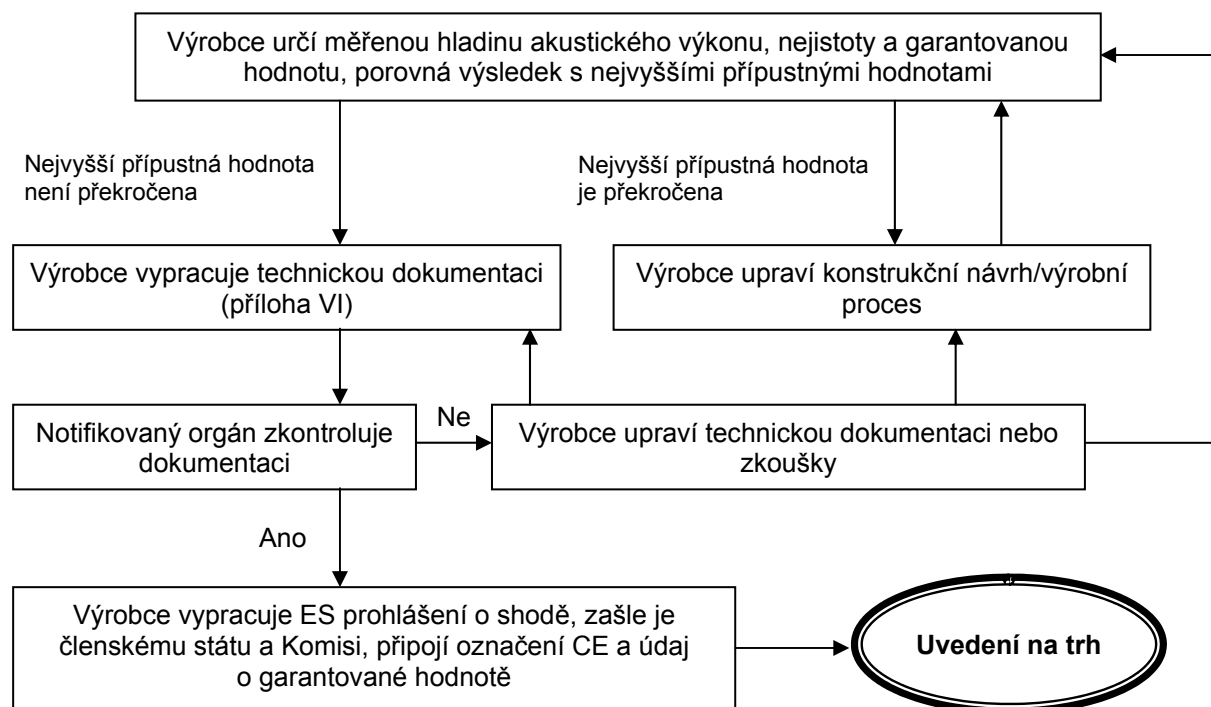 Výrobce určí měřenou hladinu akustického výkonu, nejistoty a garantovanou
hodnotu, porovná výsledek s nejvyššími přípustnými hodnotami
Nejvyšší přípustná hodnota
není překročena
Nejvyšší přípustná hodnota
je překročena
Výrobce vypracuje technickou dokumentaci
(příloha VI)
Výrobce upraví konstrukční návrh/výrobní
proces
Notifikovaný orgán zkontroluje
dokumentaci
Ne
Výrobce upraví technickou dokumentaci nebo
zkoušky
Ano
Výrobce vypracuje ES prohlášení o shodě, zašle je
členskému státu a Komisi, připojí označení CE a údaj
o garantované hodnotě
Uvedení na trh